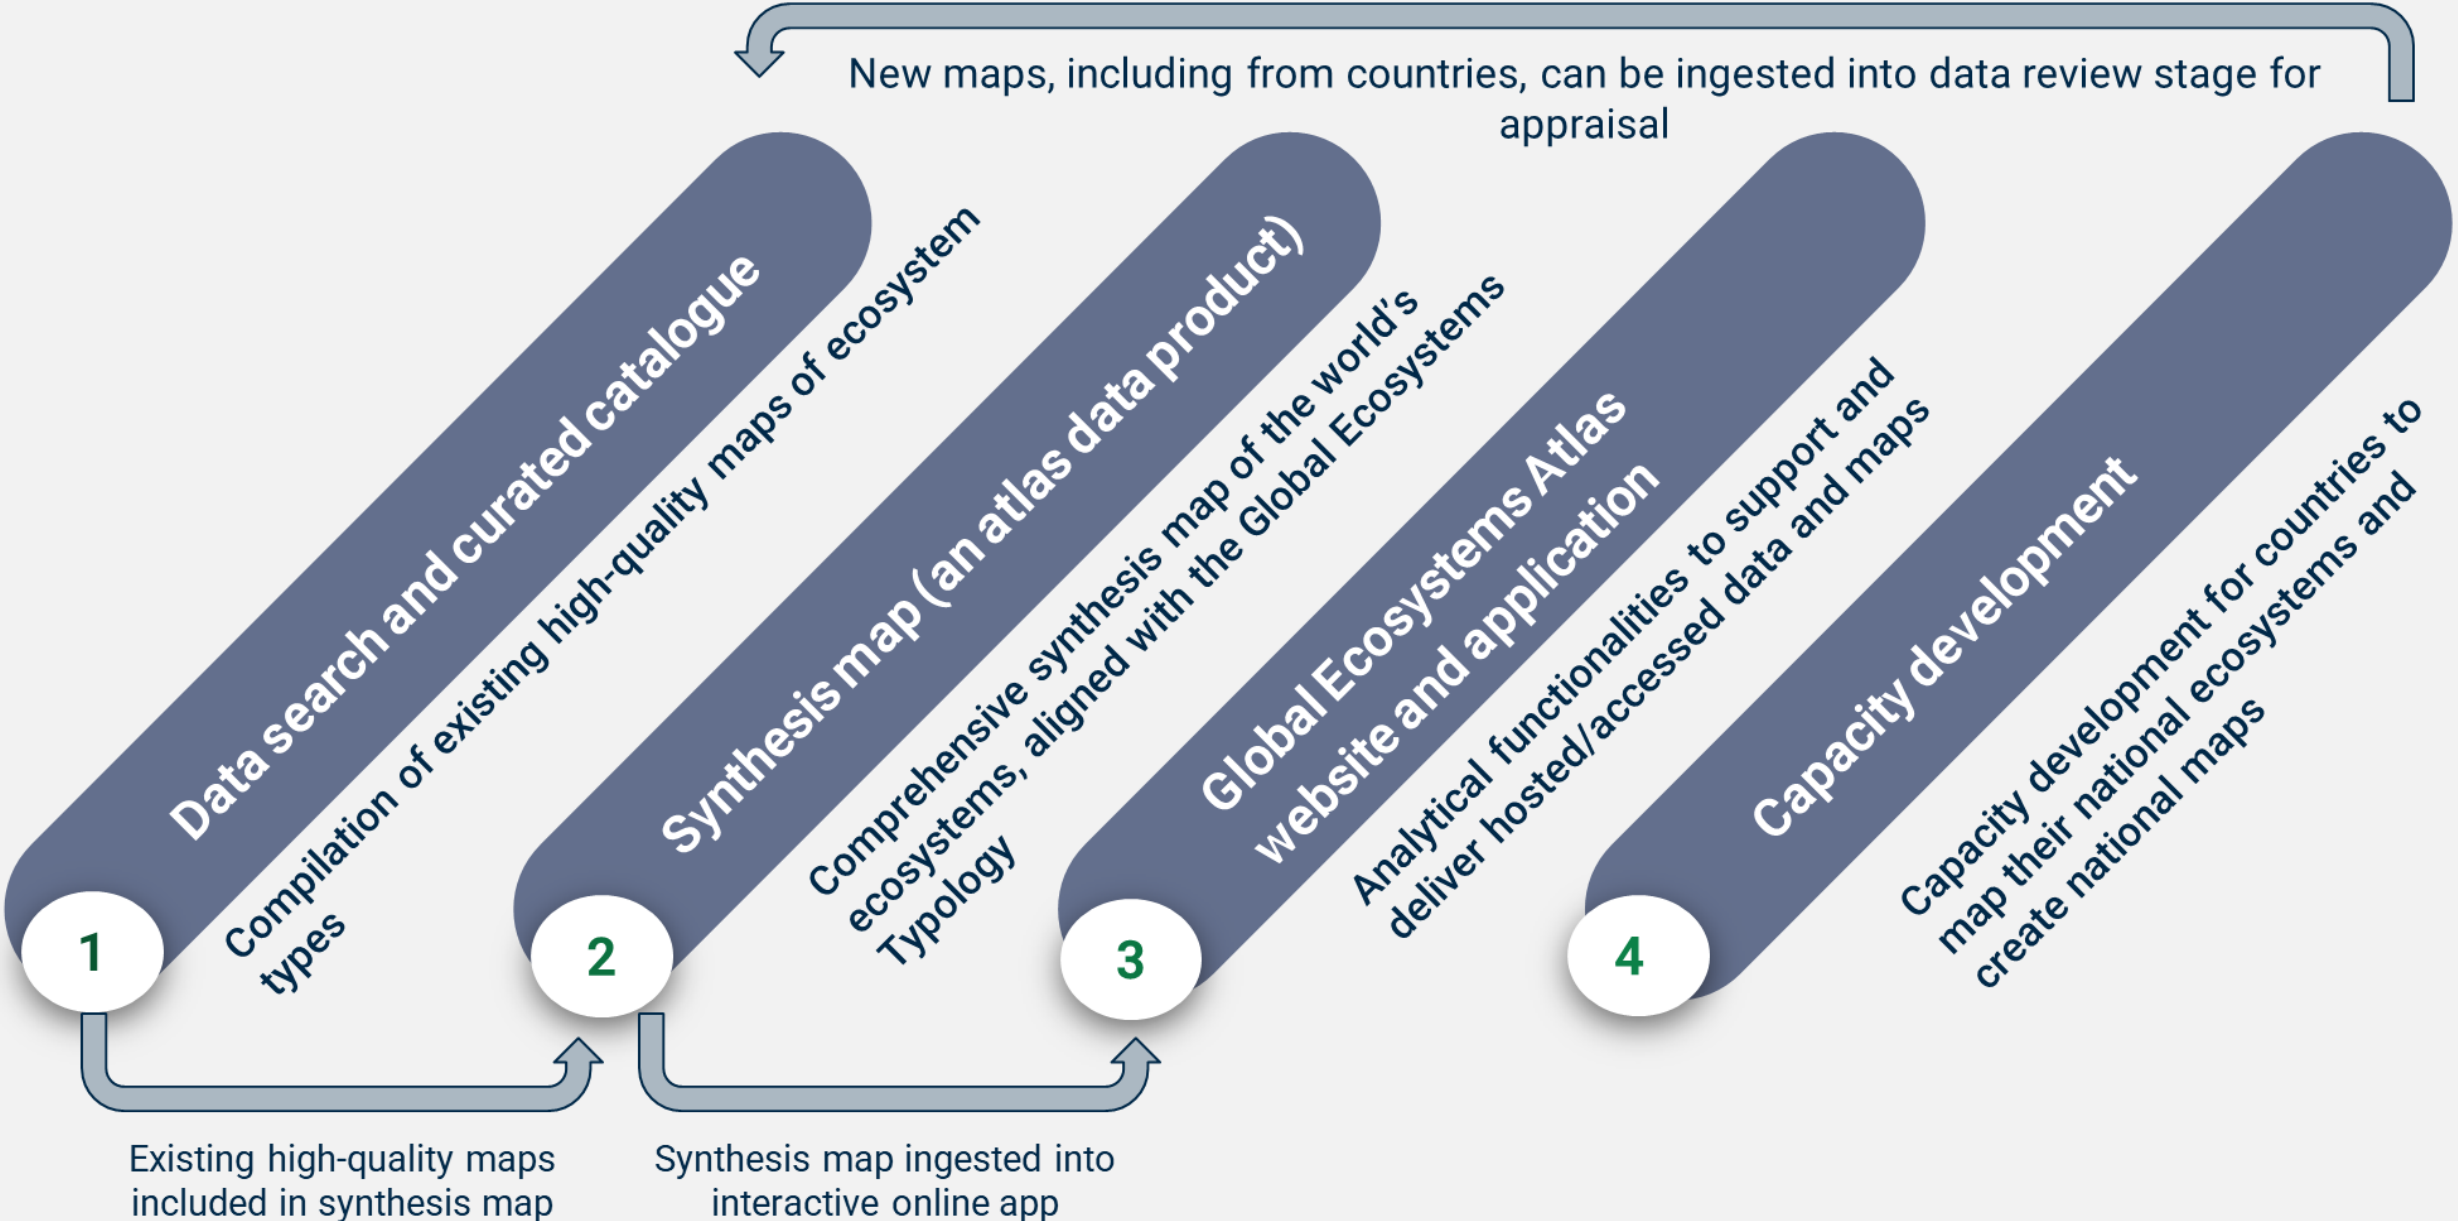 New maps, including from countries, can be ingested into data review stage for
appraisal
Data search and curated catalogue
Compilation of existing high-quality maps of ecosystem
types
1
Synthesis map (an atlas data product)
Comprehensive synthesis map of the world's
ecosystems, aligned with the Global Ecosystems
Typology
2
Global Ecosystems Atlas
website and application
Analytical functionalities to support and
deliver hosted/accessed data and maps
3
Capacity development
Capacity development for countries to
map their national ecosystems and
create national maps
4
Existing high-quality maps
included in synthesis map
Synthesis map ingested into
interactive online app